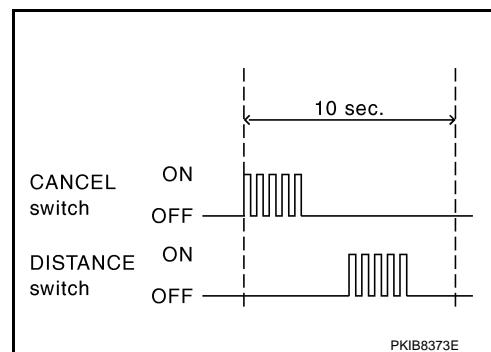 10 sec.
CANCEL
switch
ON
OFF
DISTANCE
switch
ON
OFF
PKIB8373E